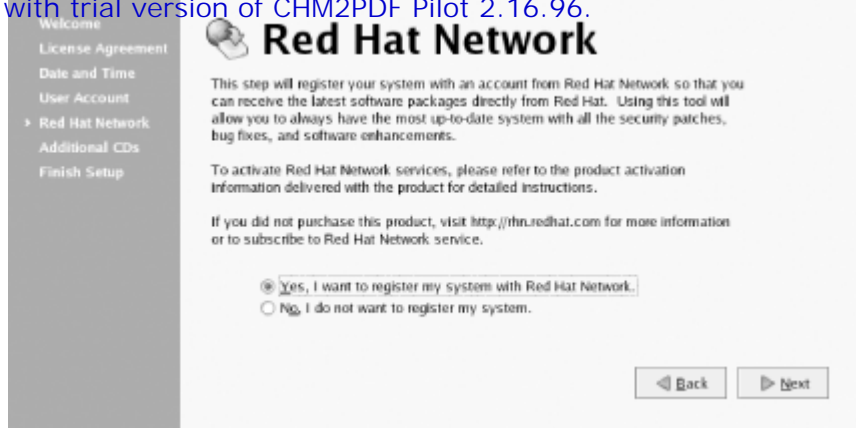 with trial version of CHM2PDF Pilot 2.16.96.
Welcome
License Agreement
Date and Time
User Account
Red Hat Network
Additional CDs
Finish Setup
Red Hat Network
This step will register your system with an account from Red Hat Network so that you
can receive the latest software packages directly from Red Hat. Using this tool will
allow you to always have the most up-to-date system with all the security patches,
bug fixes, and software enhancements.
To activate Red Hat Network services, please refer to the product activation
information delivered with the product for detailed instructions.
If you did not purchase this product, visit http://rhn.redhat.com for more information
or to subscribe to Red Hat Network service.
Yes, I want to register my system with Red Hat Network.
No, I do not want to register my system.
Back
Next